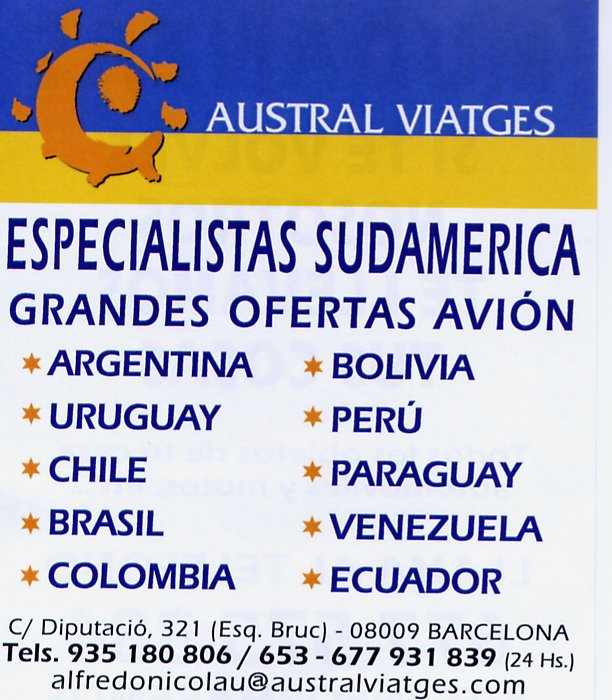 AUSTRAL VIATGES
ESPECIALISTAS SUDAMERICA
GRANDES OFERTAS AVIÓN
ARGENTINA
BOLIVIA
URUGUAY
PERÚ
CHILE
PARAGUAY
BRASIL
VENEZUELA
COLOMBIA
ECUADOR
C/ Diputació, 321 (Esq. Bruc) - 08009 BARCELONA
Tels. 935 180 806 / 653 - 677 931 839 (24 Hs.)
alfredonicolau@australviatges.com